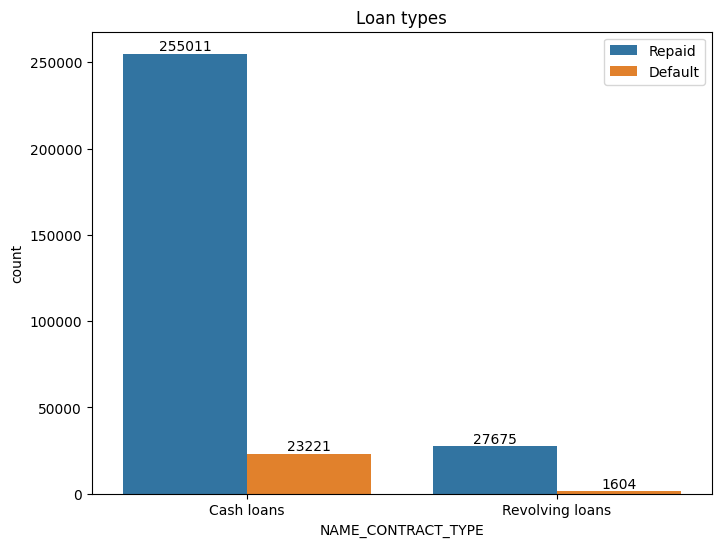 Loan types
255011
23221
27675
1604
Repaid
Default
250000
200000
150000
100000
50000
0
count
Cash loans
Revolving loans
NAME_CONTRACT_TYPE